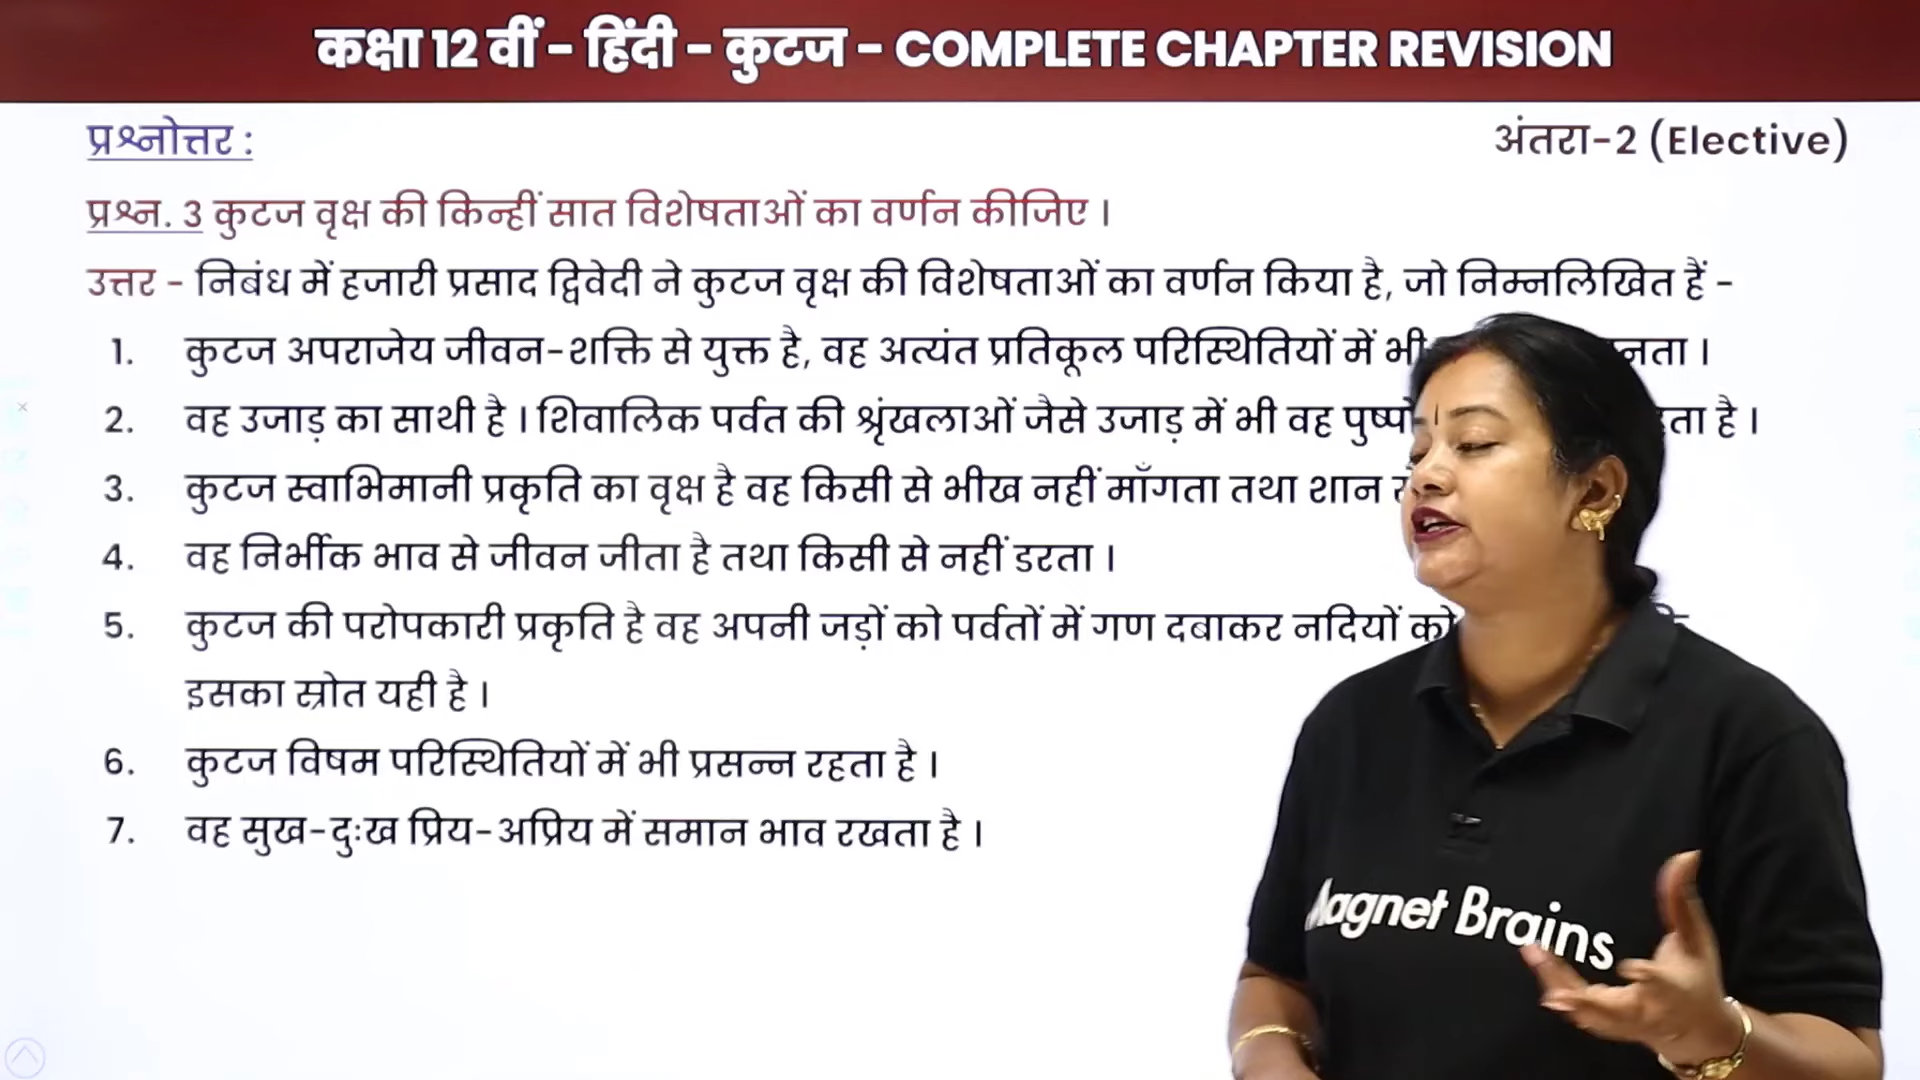 कक्षा 12 वीं - हिंदी - कुटज - COMPLETE CHAPTER REVISION
प्रश्नोत्तर :
अंतरा-2 (Elective)
प्रश्न. 3 कुटज वृक्ष की किन्हीं सात विशेषताओं का वर्णन कीजिए ।
उत्तर - निबंध में हजारी प्रसाद द्विवेदी ने कुटज वृक्ष की विशेषताओं का वर्णन किया है, जो निम्नलिखित हैं -
1. कुटज अपराजेय जीवन-शक्ति से युक्त है, वह अत्यंत प्रतिकूल परिस्थितियों में भी
2. वह उजाड़ का साथी है । शिवालिक पर्वत की श्रृंखलाओं जैसे उजाड़ में भी वह है ।
3. कुटज स्वाभिमानी प्रकृति का वृक्ष है वह किसी से भीख नहीं माँगता तथा शान
4. वह निर्भीक भाव से जीवन जीता है तथा किसी से नहीं डरता ।
5. कुटज की परोपकारी प्रकृति है वह अपनी जड़ों को पर्वतों में गण दबाकर नदियों को
इसका स्रोत यही है ।
6. कुटज विषम परिस्थितियों में भी प्रसन्न रहता है ।
7. वह सुख-दुःख प्रिय-अप्रिय में समान भाव रखता है ।
Magnet Brains